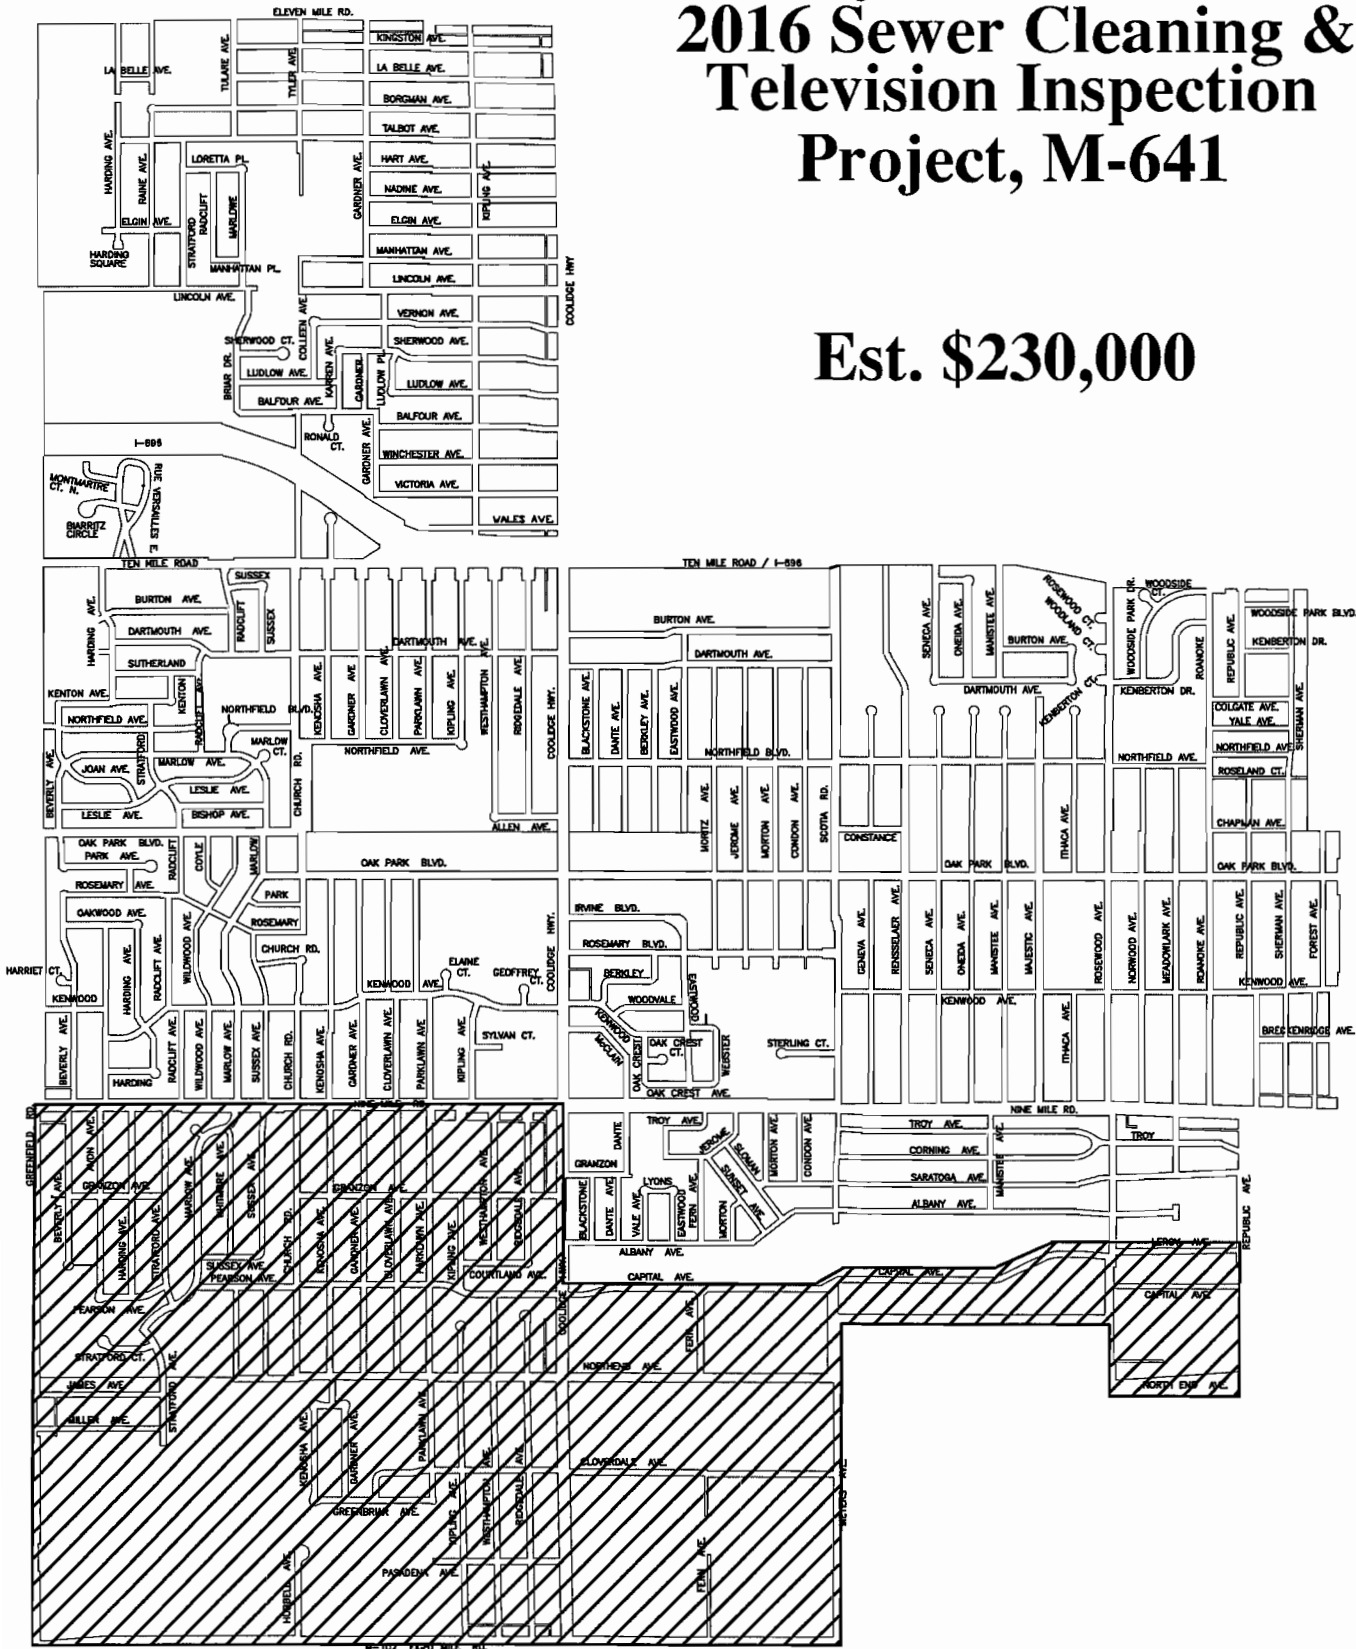 2016 Sewer Cleaning &
Television Inspection
Project, M-641
Est. $230,000
ELEVEN MILE RD.
KINGSTON AVE.
LA BELLE AVE.
TULARE AVE.
TYLER AVE.
LA BELLE AVE.
BORGMAN AVE.
TALBOT AVE.
HARDING AVE.
RAINE AVE.
LORETTA PL.
GARDNER AVE.
HART AVE.
NADINE AVE.
KIPLING AVE.
STRATFORD
RADCLIFT
MARLOWE
ELGIN AVE.
ELGIN AVE.
HARDING
SQUARE
MANHATTAN PL.
MANHATTAN AVE.
LINCOLN AVE.
LINCOLN AVE.
COOLIDGE HWY
COLLEEN AVE.
VERNON AVE.
SHERWOOD CT.
SHERWOOD AVE.
BRIAR DR.
LUDLOW AVE.
KARREN AVE.
GARDNER
LUDLOW PL.
LUDLOW AVE.
BALFOUR AVE.
BALFOUR AVE.
RONALD
CT.
GARDNER AVE.
I-696
WINCHESTER AVE.
VICTORIA AVE.
MONTMARTRE
CT. N.
RUE VERSAILLES E.
BIARRITZ
CIRCLE
WALES AVE.
TEN MILE ROAD
TEN MILE ROAD / I-696
SUSSEX
BURTON AVE.
HARDING AVE.
RADCLIFT
SUSSEX
DARTMOUTH AVE.
DARTMOUTH AVE.
SUTHERLAND
KENTON AVE.
KENTON
RADCLIFT AVE.
NORTHFIELD AVE.
NORTHFIELD BLVD.
KENOSHA AVE.
GARDNER AVE.
CLOVERLAWN AVE.
PARKLAWN AVE.
KIPLING AVE.
WESTHAMPTON AVE.
RIDGEDALE AVE.
COOLIDGE HWY.
NORTHFIELD AVE.
MARLOW
CT.
BEVERLY AVE.
JOAN AVE.
STRATFORD
MARLOW AVE.
LESLIE AVE.
LESLIE AVE.
BISHOP AVE.
CHURCH RD.
ALLEN AVE.
BURTON AVE.
DARTMOUTH AVE.
BLACKSTONE AVE.
DANTE AVE.
BERKLEY AVE.
EASTWOOD AVE.
NORTHFIELD BLVD.
MORITZ AVE.
JEROME AVE.
MORTON AVE.
CONDON AVE.
SCOTIA RD.
SENECA AVE.
ONEIDA AVE.
MANISTEE AVE.
BURTON AVE.
ROSEWOOD CT.
WOODLAND CT.
KENBERTON CT.
DARTMOUTH AVE.
WOODSIDE PARK DR.
WOODSIDE
CT.
ROANOKE
REPUBLIC AVE.
WOODSIDE PARK BLVD.
KENBERTON DR.
KENBERTON DR.
COLGATE AVE.
YALE AVE.
SHERMAN AVE.
NORTHFIELD AVE.
NORTHFIELD AVE
ROSELAND CT.
CONSTANCE
ITHACA AVE.
CHAPMAN AVE.
OAK PARK BLVD.
OAK PARK BLVD.
OAK PARK BLVD.
OAK PARK BLVD.
PARK AVE.
RADCLIFT
COYLE
MARLOW
ROSEMARY AVE.
PARK
ROSEMARY
OAKWOOD AVE.
CHURCH RD.
HARRIET CT.
KENWOOD
HARDING AVE.
RADCLIFT AVE.
WILDWOOD AVE.
KENWOOD AVE.
ELAINE
CT.
GEOFFREY
CT.
COOLIDGE HWY.
SYLVAN CT.
BEVERLY AVE.
HARDING
RADCLIFT AVE.
WILDWOOD AVE.
MARLOW AVE.
SUSSEX AVE.
CHURCH RD.
KENOSHA AVE.
GARDNER AVE.
CLOVERLAWN AVE.
PARKLAWN AVE
KIPLING AVE.
IRVINE BLVD.
ROSEMARY BLVD.
BERKLEY
WOODVALE
EASTWOOD
KENWOOD
McCLAIN
OAK CREST
OAK CREST
CT.
WEBSTER
STERLING CT.
OAK CREST AVE.
GENEVA AVE.
RENSSELAER AVE.
SENECA AVE.
ONEIDA AVE.
MANISTEE AVE.
MAJESTIC AVE.
ROSEWOOD AVE.
NORWOOD AVE.
MEADOWLARK AVE.
ROANOKE AVE.
REPUBLIC AVE.
SHERMAN AVE.
FOREST AVE.
KENWOOD AVE.
KENWOOD AVE.
ITHACA AVE.
BRECKENRIDGE AVE.
NINE MILE RD
NINE MILE RD.
GREENFIELD RD.
BEVERLY AVE.
AVON AVE.
GRANZON AVE.
HARDING AVE.
STRATFORD AVE.
MARLOW AVE.
WHITMORE AVE.
SUSSEX AVE.
SUSSEX AVE.
PEARSON AVE.
PEARSON AVE.
CHURCH RD.
GRANZON AVE.
KENOSHA AVE.
GARDNER AVE.
CLOVERLAWN AVE.
PARKLAWN AVE.
KIPLING AVE.
WESTHAMPTON
RIDGEDALE AVE.
COURTLAND AVE.
COOLIDGE HWY.
TROY AVE.
DANTE
GRANZON
LYONS
BLACKSTONE
DANTE AVE.
VALE AVE.
EASTWOOD
FERN AVE.
JEROME
SLOMAN
SUNSET AVE.
MORTON
MORTON AVE.
CONDON AVE.
ALBANY AVE.
TROY AVE.
CORNING AVE.
SARATOGA AVE.
ALBANY AVE.
MANISTEE AVE.
TROY
REPUBLIC AVE.
LEROY AVE.
CAPITAL AVE.
CAPITAL AVE.
CAPITAL AVE.
FERN AVE.
NORTHEND AVE.
NORTH END AVE.
STRATFORD CT.
JAMES AVE.
MILLER AVE.
STRATFORD AVE.
KENOSHA AVE.
GARDNER AVE.
PARKLAWN AVE.
GREENBRIAR AVE.
KIPLING AVE.
WESTHAMPTON AVE.
RIDGEDALE AVE.
CLOVERDALE AVE.
MEYERS AVE.
HUBBELL AVE.
PASADENA AVE.
FERN AVE.